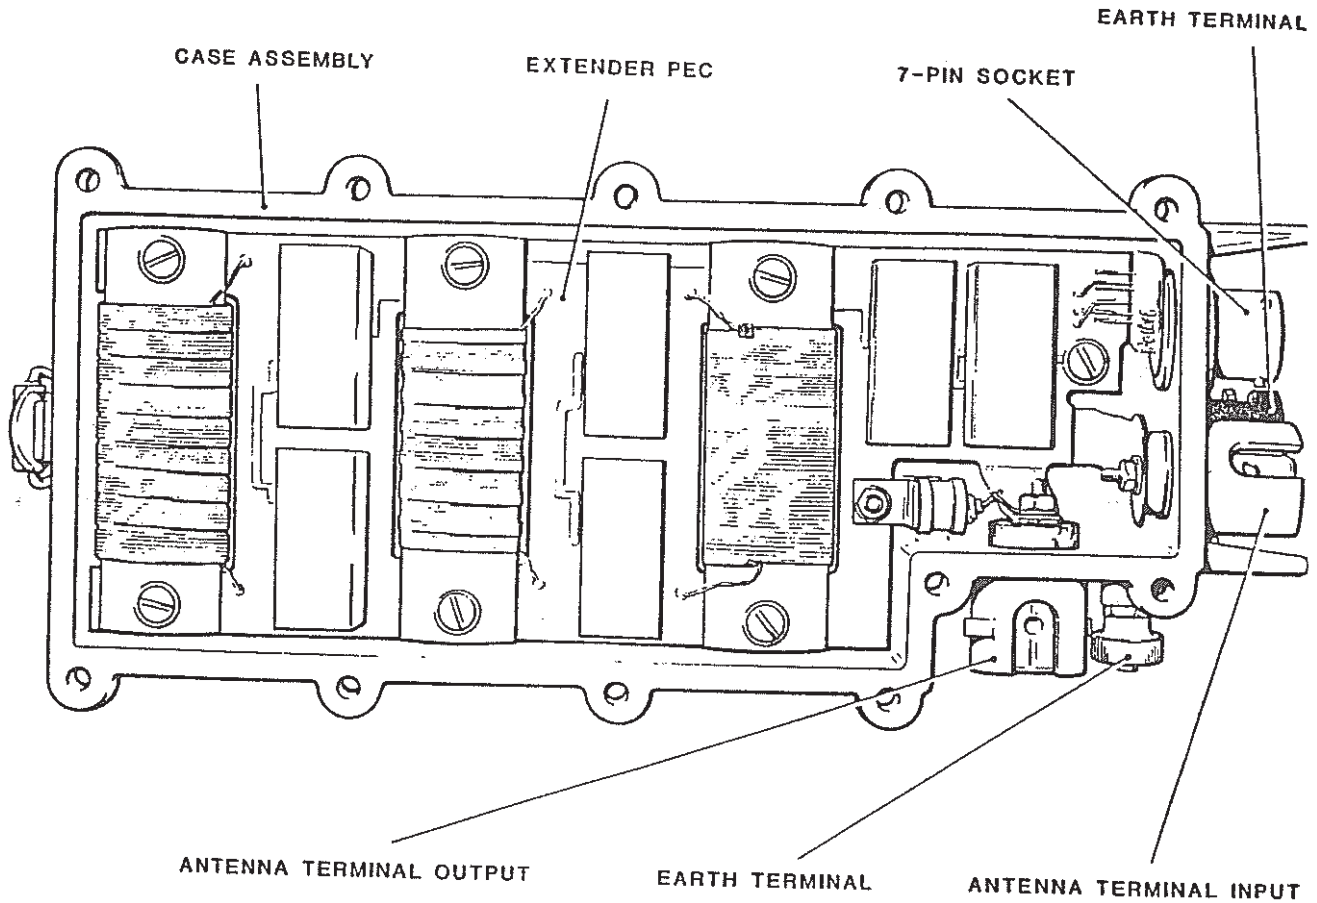 EARTH TERMINAL
CASE ASSEMBLY
EXTENDER PEC
7-PIN SOCKET
ANTENNA TERMINAL OUTPUT
EARTH TERMINAL
ANTENNA TERMINAL INPUT